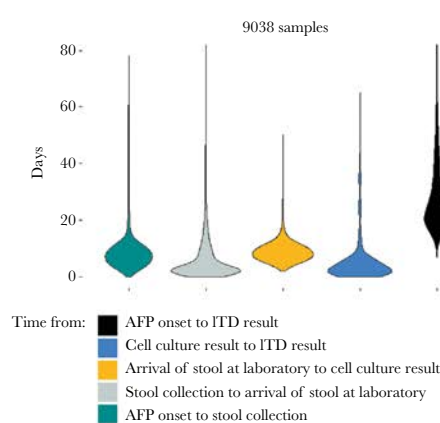 9038 samples
80
60
40
20
0
Days
Time from:
AFP onset to lTD result
Cell culture result to lTD result
Arrival of stool at laboratory to cell culture result
Stool collection to arrival of stool at laboratory
AFP onset to stool collection